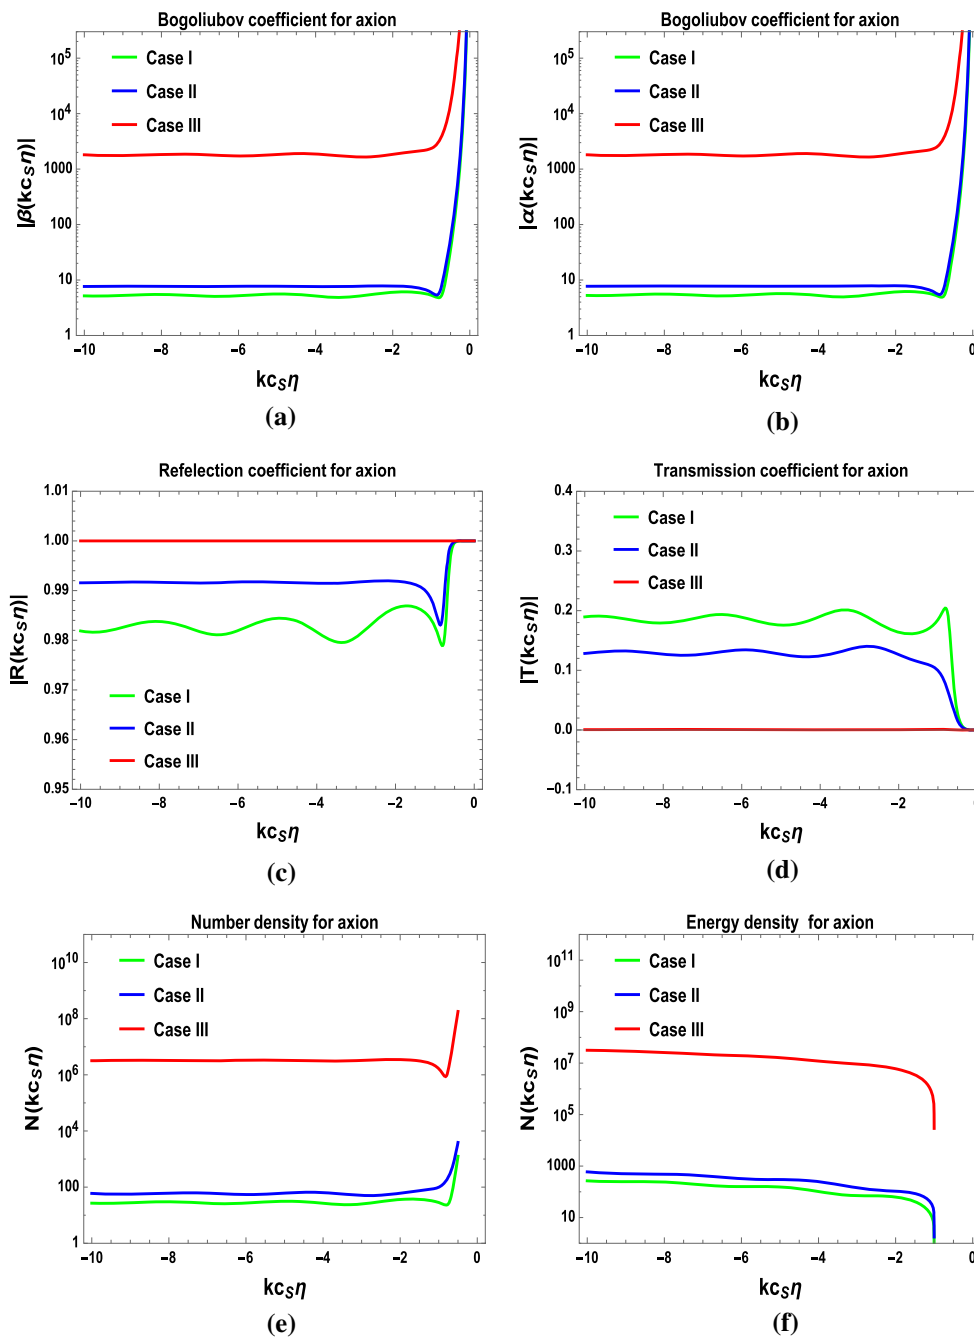 Bogoliubov coefficient for axion
|β(kc_Sη)|
10^5
10^4
1000
100
10
1
Case I
Case II
Case III
−10 −8 −6 −4 −2 0
kc_Sη
(a)
Bogoliubov coefficient for axion
|α(kc_Sη)|
10^5
10^4
1000
100
10
1
Case I
Case II
Case III
−10 −8 −6 −4 −2 0
kc_Sη
(b)
Refelection coefficient for axion
|R(kc_Sη)|
1.01
1.00
0.99
0.98
0.97
0.96
0.95
Case I
Case II
Case III
−10 −8 −6 −4 −2 0
kc_Sη
(c)
Transmission coefficient for axion
|T(kc_Sη)|
0.4
0.3
0.2
0.1
0.0
−0.1
Case I
Case II
Case III
−10 −8 −6 −4 −2 0
kc_Sη
(d)
Number density for axion
N(kc_Sη)
10^10
10^8
10^6
10^4
100
1
Case I
Case II
Case III
−10 −8 −6 −4 −2 0
kc_Sη
(e)
Energy density for axion
N(kc_Sη)
10^11
10^9
10^7
10^5
1000
10
Case I
Case II
Case III
−10 −8 −6 −4 −2 0
kc_Sη
(f)